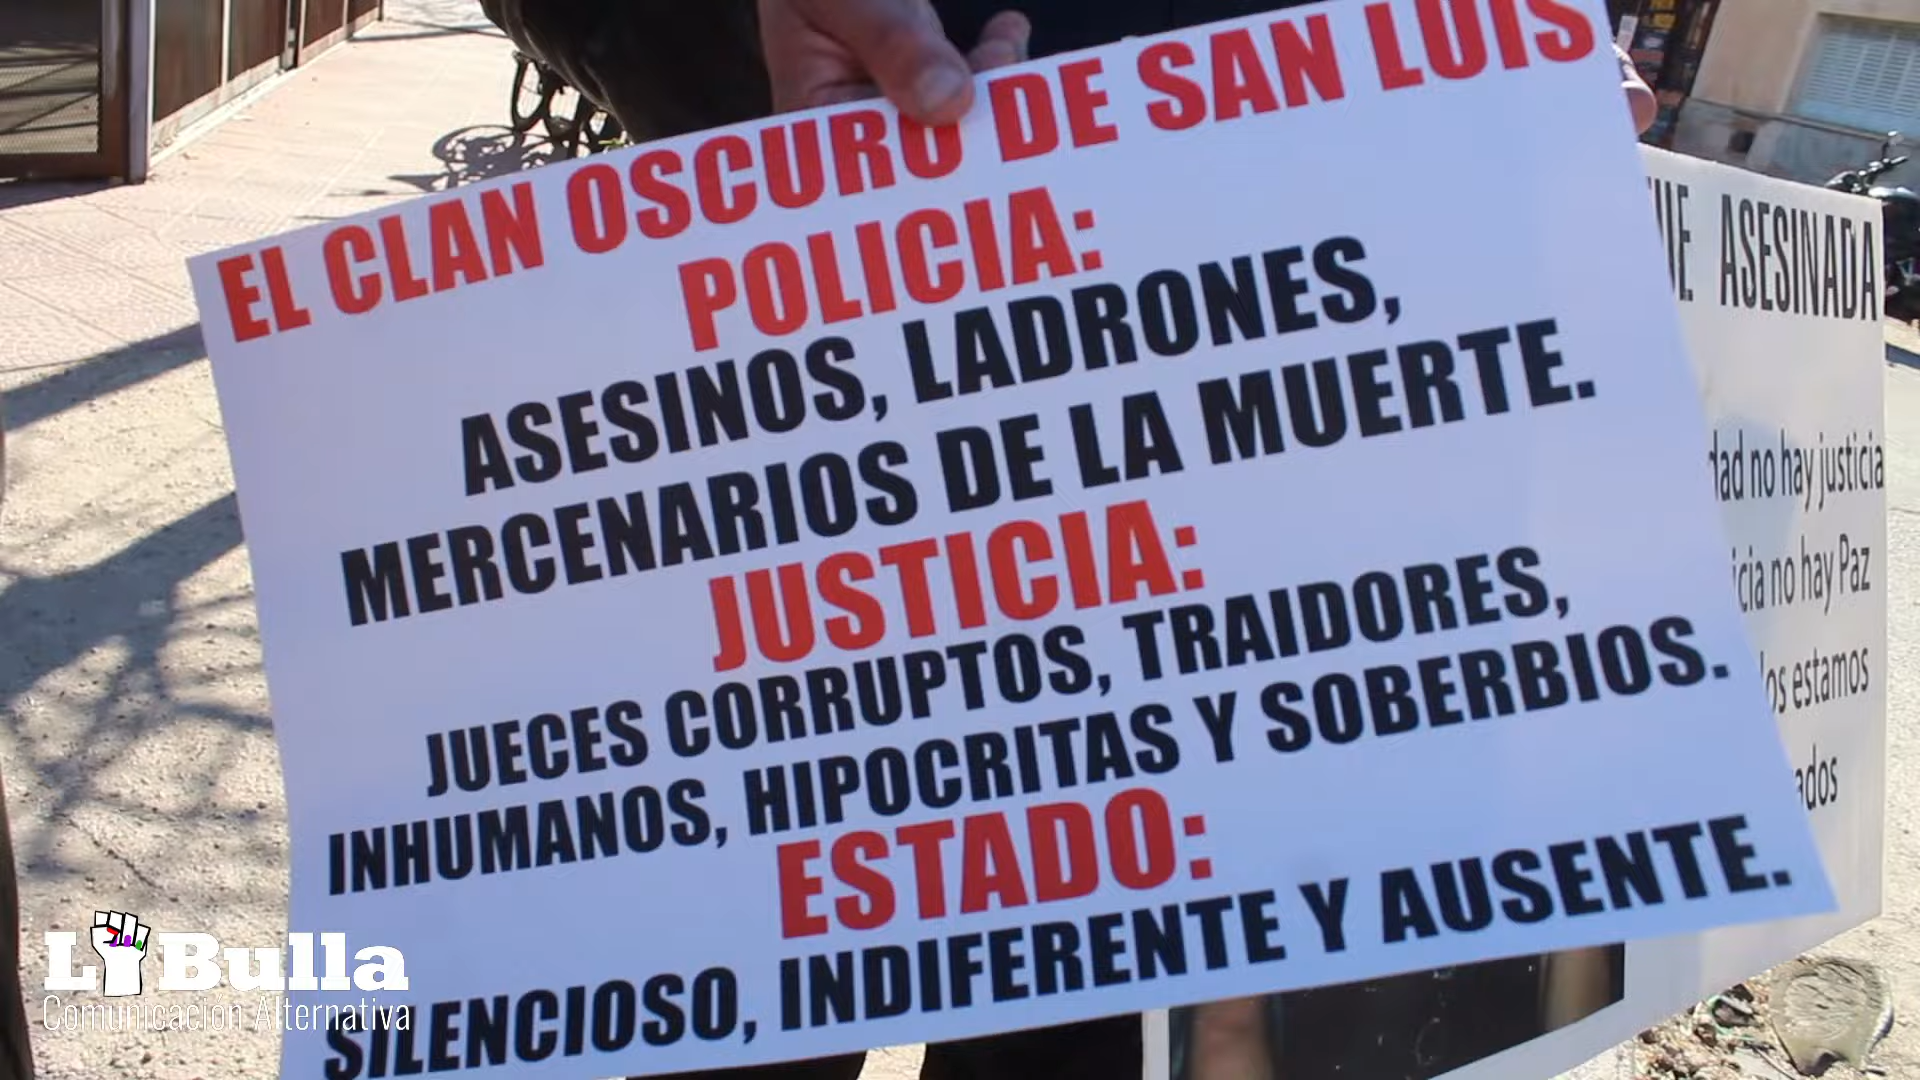 EL CLAN OSCURO DE SAN LUIS
POLICIA:
ASESINOS, LADRONES,
MERCENARIOS DE LA MUERTE.
JUSTICIA:
JUECES CORRUPTOS, TRAIDORES,
INHUMANOS, HIPOCRITAS Y SOBERBIOS.
ESTADO:
SILENCIOSO, INDIFERENTE Y AUSENTE.
ASESINADA
no hay justicia
no hay Paz
estamos
La Bulla
Comunicación Alternativa